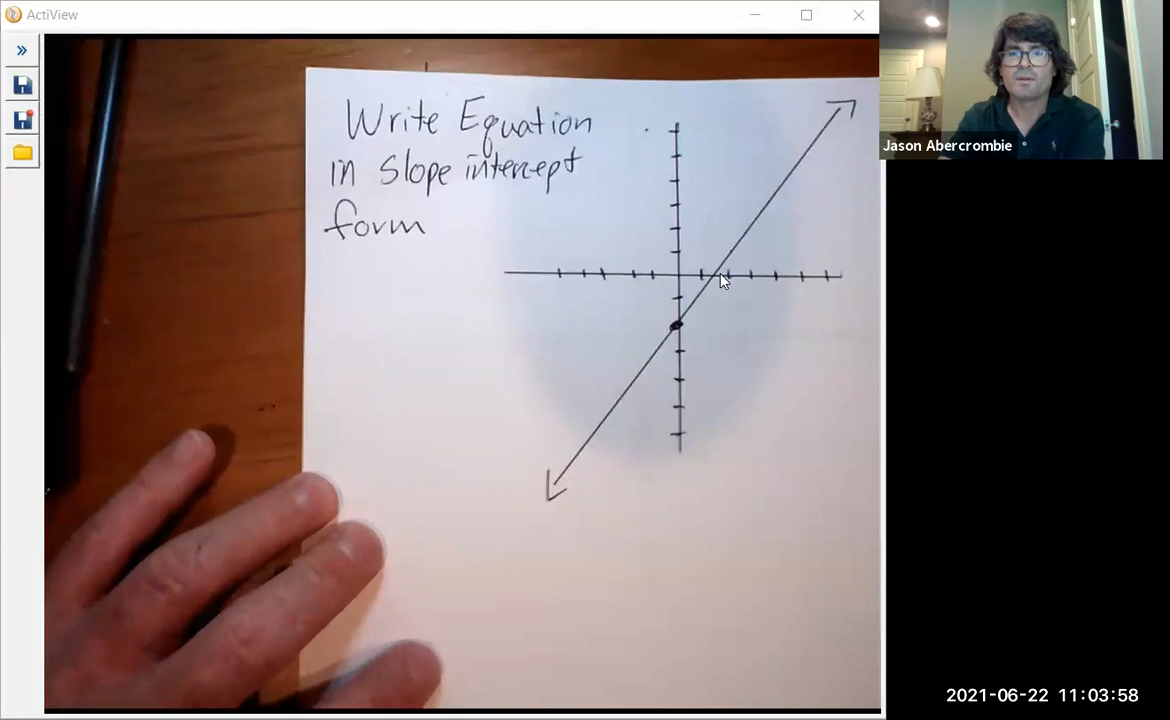 ActiView
Write Equation
in slope intercept
form
Jason Abercrombie
2021-06-22 11:03:58